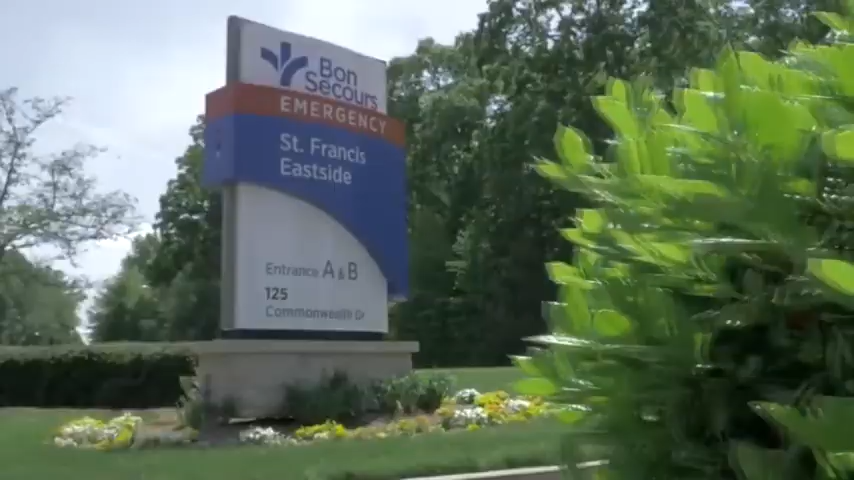 Bon
Secours
EMERGENCY
St. Francis
Eastside
Entrance A & B
125
Commonwealth Dr